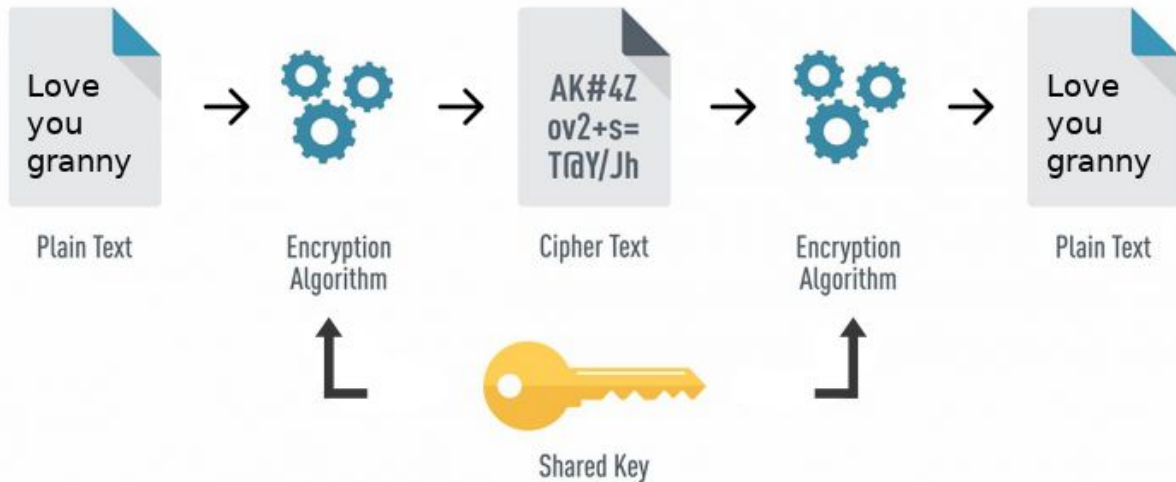 Love
you
granny
Plain Text
Encryption
Algorithm
AK#4Z
ov2+s=
T@Y/Jh
Cipher Text
Encryption
Algorithm
Love
you
granny
Plain Text
Shared Key